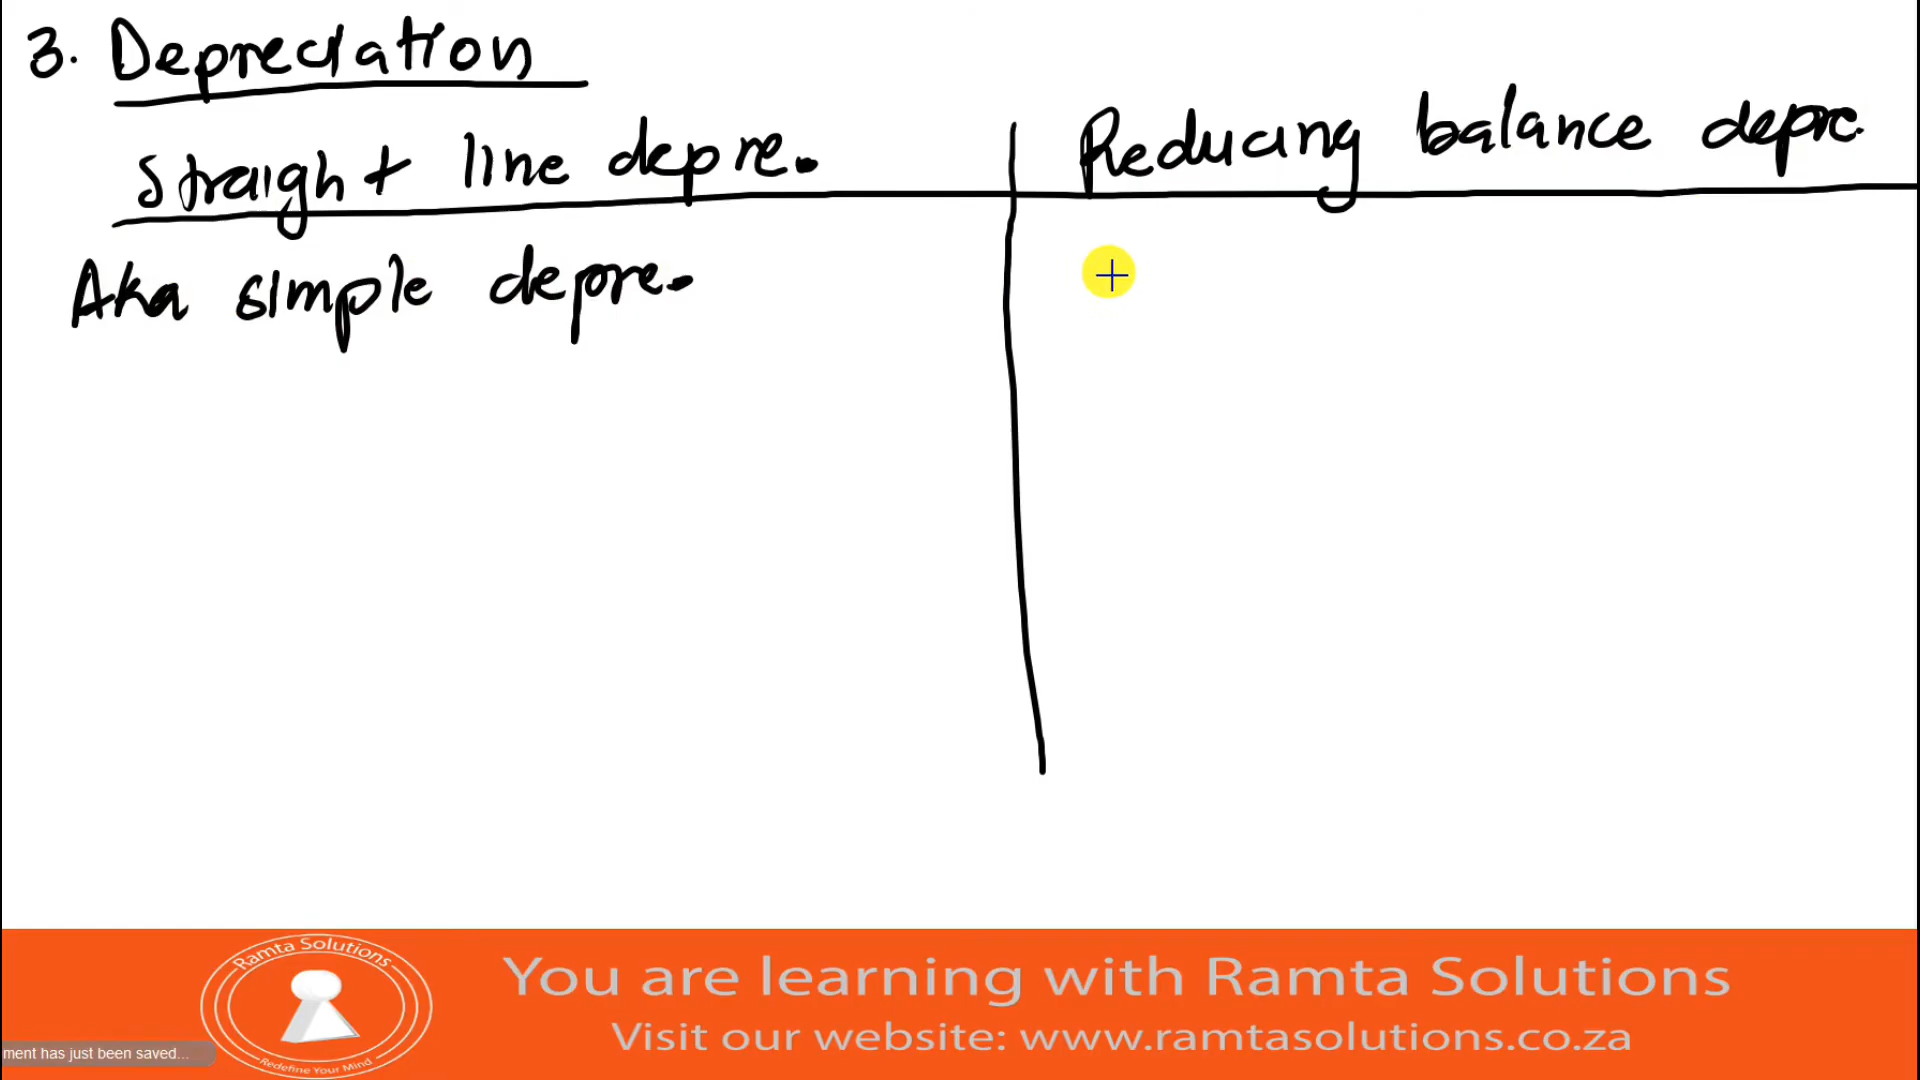 3. Depreciation
Straight line depre.
Reducing balance depre.
Aka simple depre.
Ramta Solutions
Redefine Your Mind
You are learning with Ramta Solutions
Visit our website: www.ramtasolutions.co.za
ment has just been saved...